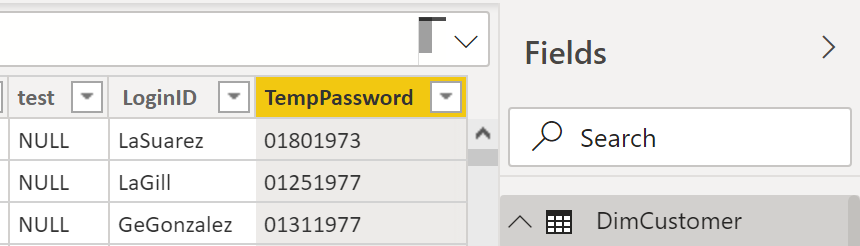 Fields
Search
test LoginID TempPassword
NULL LaSuarez 01801973
NULL LaGill 01251977
NULL GeGonzalez 01311977
DimCustomer